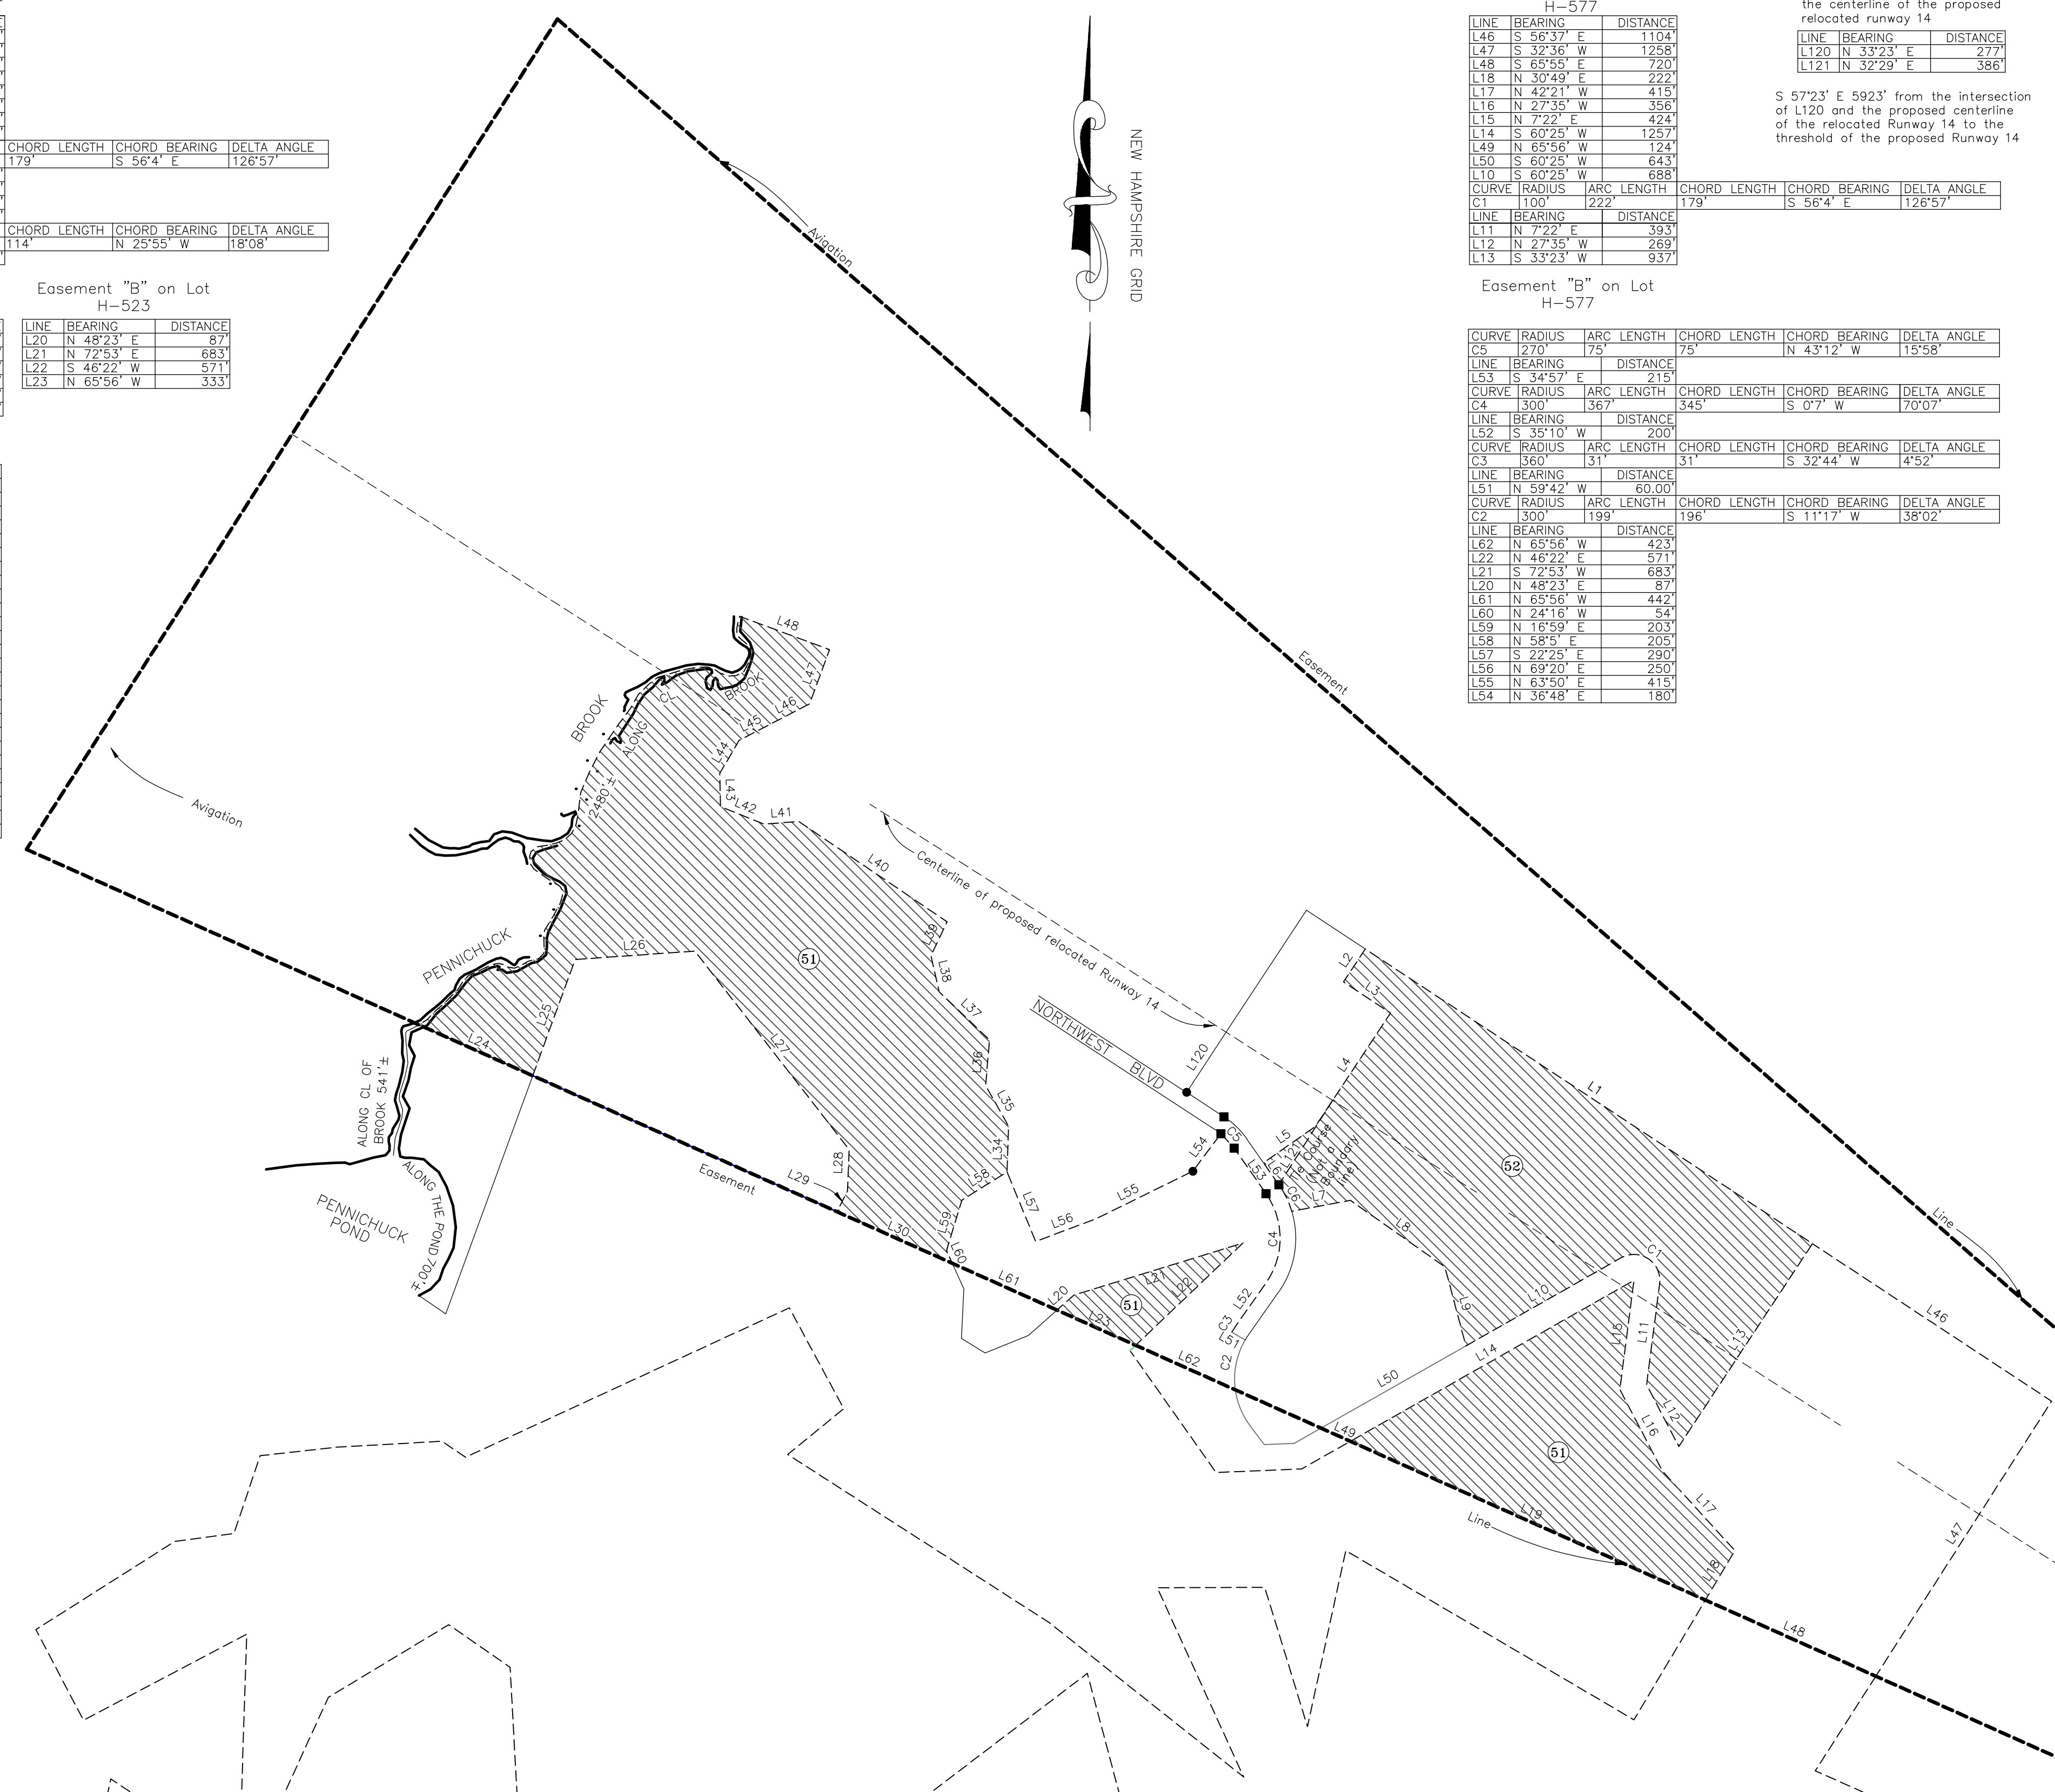 CHORD LENGTH CHORD BEARING DELTA ANGLE
179' S 56°4' E 126°57'
CHORD LENGTH CHORD BEARING DELTA ANGLE
114' N 25°55' W 18°08'
Easement "B" on Lot
H-523
LINE BEARING DISTANCE
L20 N 48°23' E 87'
L21 N 72°53' E 683'
L22 S 46°22' W 571'
L23 N 65°56' W 333'
NEW HAMPSHIRE GRID
H-577
LINE BEARING DISTANCE
L46 S 56°37' E 1104'
L47 S 32°36' W 1258'
L48 S 65°55' E 720'
L18 N 30°49' E 222'
L17 N 42°21' W 415'
L16 N 27°35' W 356'
L15 N 7°22' E 424'
L14 S 60°25' W 1257'
L49 N 65°56' W 124'
L50 S 60°25' W 643'
L10 S 60°25' W 688'
CURVE RADIUS ARC LENGTH CHORD LENGTH CHORD BEARING DELTA ANGLE
C1 100' 222' 179' S 56°4' E 126°57'
LINE BEARING DISTANCE
L11 N 7°22' E 393'
L12 N 27°35' W 269'
L13 S 33°23' W 937'
Easement "B" on Lot
H-577
CURVE RADIUS ARC LENGTH CHORD LENGTH CHORD BEARING DELTA ANGLE
C5 270' 75' 75' N 43°12' W 15°58'
LINE BEARING DISTANCE
L53 S 34°57' E 215'
CURVE RADIUS ARC LENGTH CHORD LENGTH CHORD BEARING DELTA ANGLE
C4 300' 367' 345' S 0°7' W 70°07'
LINE BEARING DISTANCE
L52 S 35°10' W 200'
CURVE RADIUS ARC LENGTH CHORD LENGTH CHORD BEARING DELTA ANGLE
C3 360' 31' 31' S 32°44' W 4°52'
LINE BEARING DISTANCE
L51 N 59°42' W 60.00'
CURVE RADIUS ARC LENGTH CHORD LENGTH CHORD BEARING DELTA ANGLE
C2 300' 199' 196' S 11°17' W 38°02'
LINE BEARING DISTANCE
L62 N 65°56' W 423'
L22 N 46°22' E 571'
L21 S 72°53' W 683'
L20 N 48°23' E 87'
L61 N 65°56' W 442'
L60 N 24°16' W 54'
L59 N 16°59' E 203'
L58 N 58°5' E 205'
L57 S 22°25' E 290'
L56 N 69°20' E 250'
L55 N 63°50' E 415'
L54 N 36°48' E 180'
the centerline of the proposed
relocated runway 14
LINE BEARING DISTANCE
L120 N 33°23' E 277'
L121 N 32°29' E 386'
S 57°23' E 5923' from the intersection
of L120 and the proposed centerline
of the relocated Runway 14 to the
threshold of the proposed Runway 14
Avigation
Easement
Line
Avigation
Easement
Line
L48
L47
L46
L45
L44
L43
L42
L41
L40
L39
L38
L37
L36
L35
L34
L58
L59
L60
L57
L56
L55
L54
BROOK
ALONG
CL
BROOK
2480'±
51
L26
L25
L24
L27
L28
L29
L30
PENNICHUCK
ALONG CL OF
BROOK 541'±
ALONG THE POND 700'±
PENNICHUCK
POND
Centerline of proposed relocated Runway 14
NORTHWEST BLVD
L120
C5
L53
L5
L6
L121
Tie Course
(Not a
Boundary
line)
C6
L7
L8
L9
L10
C1
L2
L3
L4
L1
52
C4
L52
C3
L51
C2
L61
L20
L21
L22
L23
51
L62
L49
L50
L14
L15
L11
L12
L13
L16
L17
L18
L19
51
L46
L47
L48